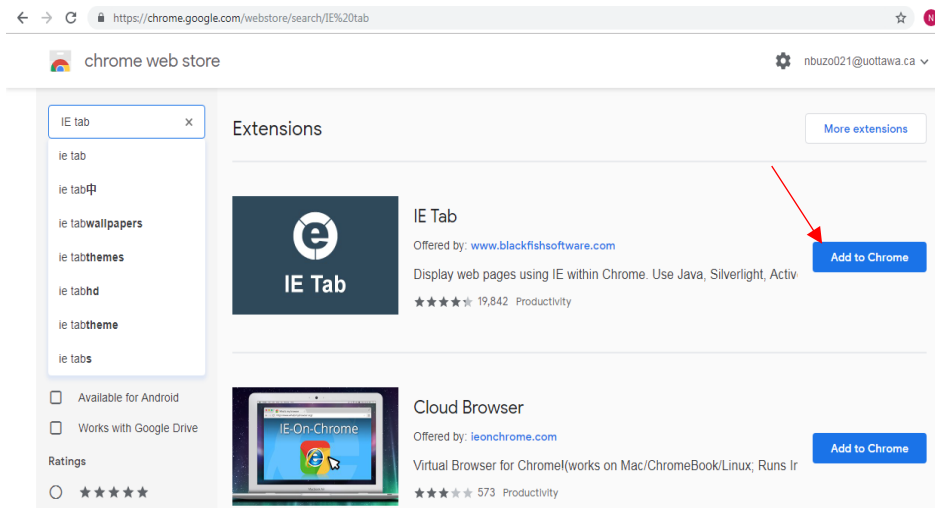 https://chrome.google.com/webstore/search/IE%20tab
N
chrome web store
nbuzo021@uottawa.ca
IE tab
x
ie tab
ie tab中
ie tabwallpapers
ie tabthemes
ie tabhd
ie tabtheme
ie tabs
Available for Android
Works with Google Drive
Ratings
Extensions
More extensions
IE Tab
IE Tab
Offered by: www.blackfishsoftware.com
Display web pages using IE within Chrome. Use Java, Silverlight, Activ
19,842 Productivity
Add to Chrome
IE-On-Chrome
Cloud Browser
Offered by: ieonchrome.com
Virtual Browser for Chrome!(works on Mac/ChromeBook/Linux; Runs Ir
573 Productivity
Add to Chrome